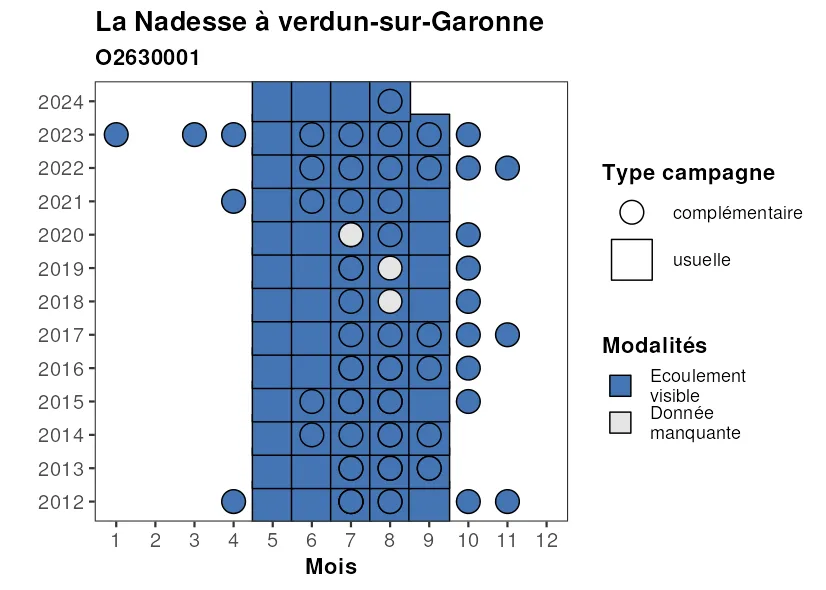 La Nadesse à verdun-sur-Garonne
O2630001
2024
2023
2022
2021
2020
2019
2018
2017
2016
2015
2014
2013
2012
1 2 3 4 5 6 7 8 9 10 11 12
Mois
Type campagne
complémentaire
usuelle
Modalités
Ecoulement
visible
Donnée
manquante